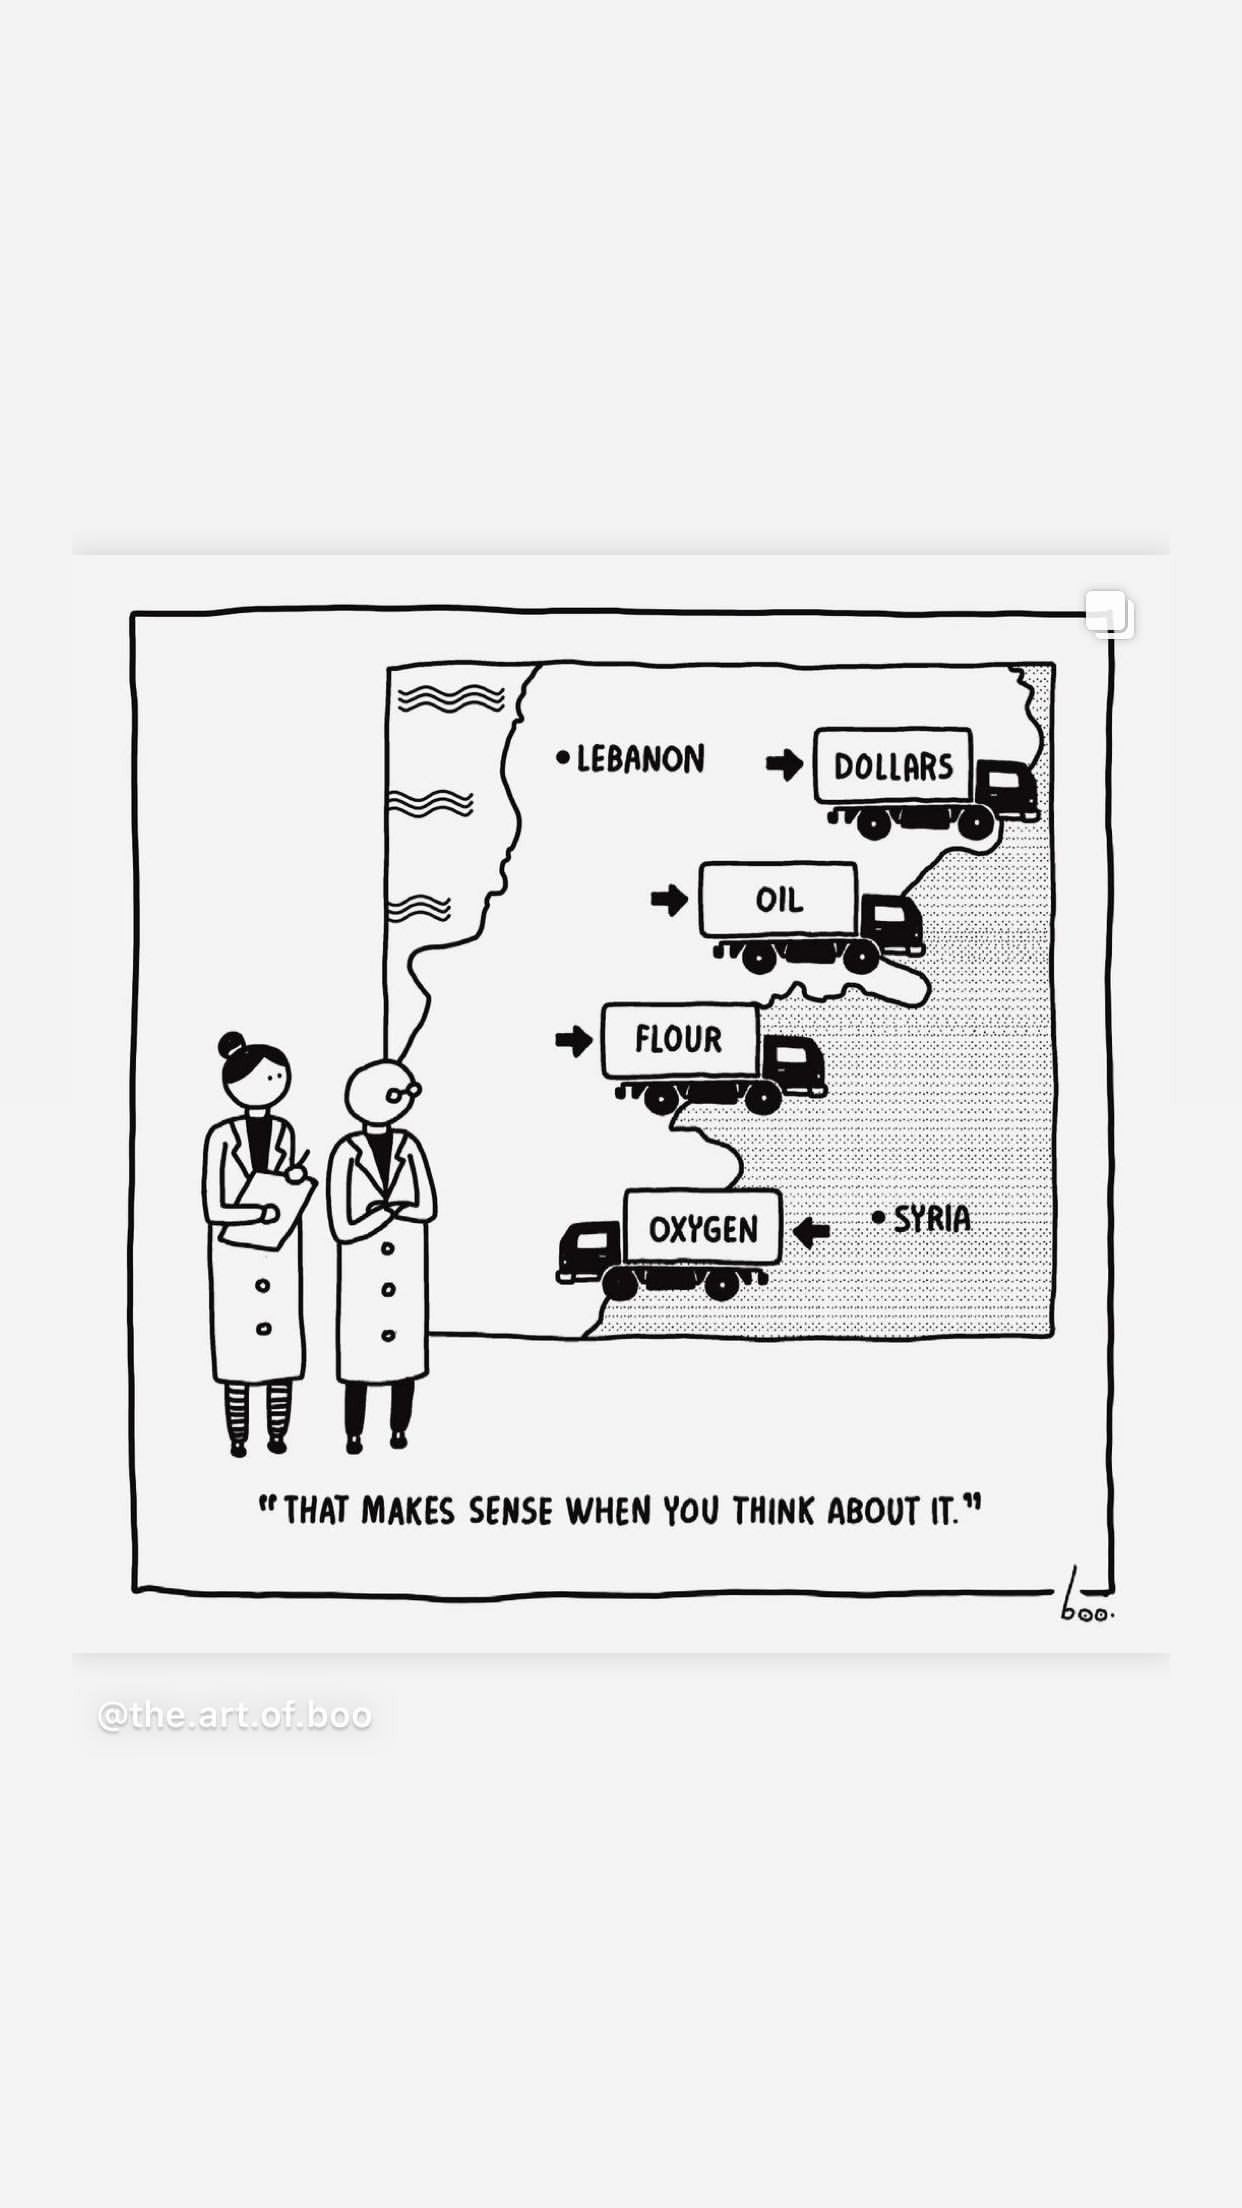 • LEBANON
DOLLARS
OIL
FLOUR
OXYGEN
• SYRIA
“THAT MAKES SENSE WHEN YOU THINK ABOUT IT.”
boo.
@the.art.of.boo